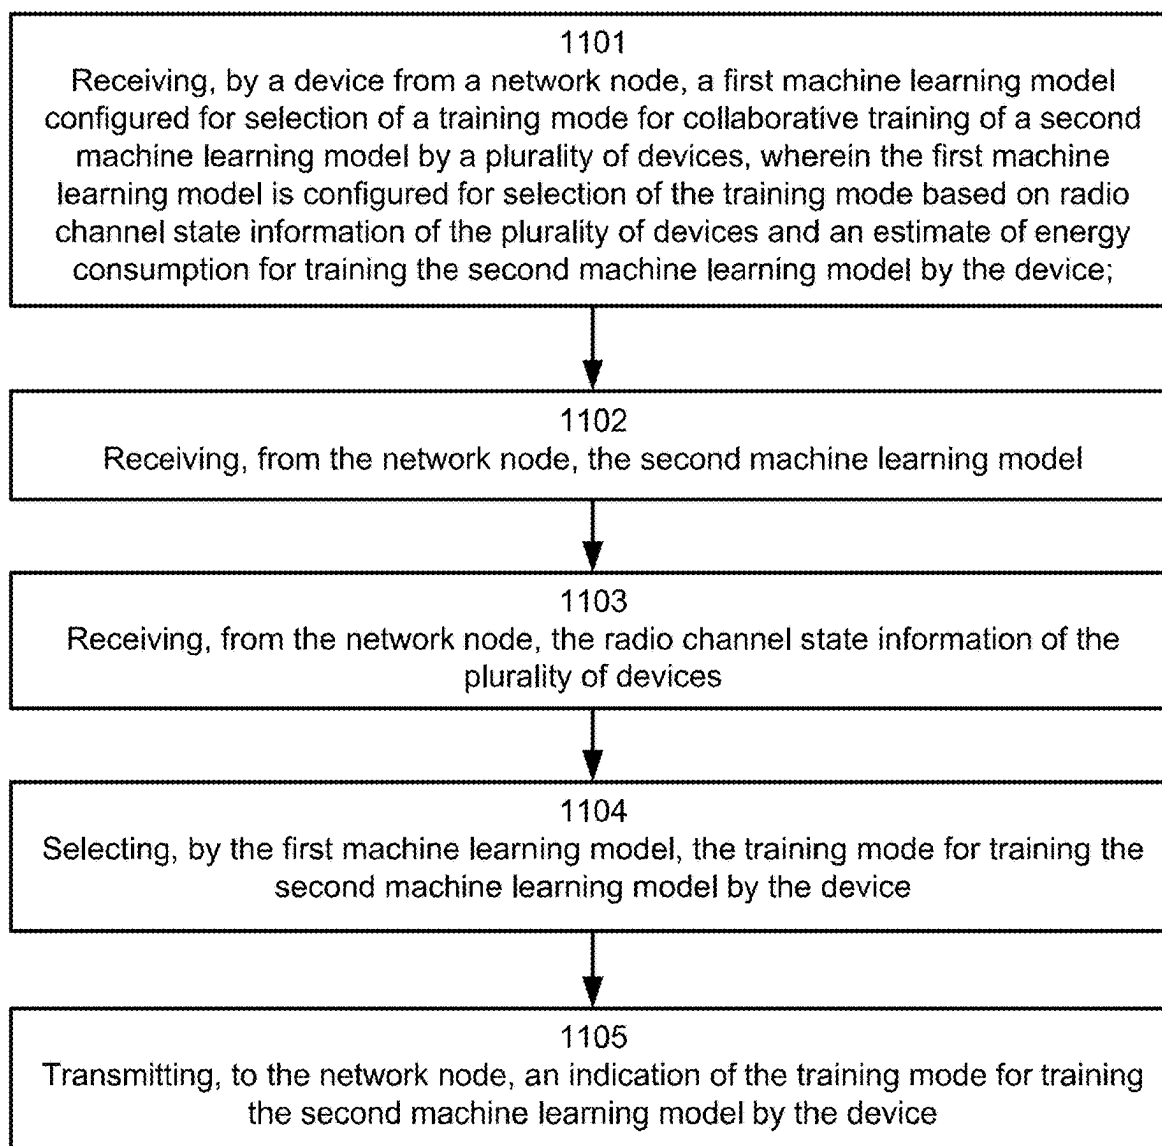 1101
Receiving, by a device from a network node, a first machine learning model
configured for selection of a training mode for collaborative training of a second
machine learning model by a plurality of devices, wherein the first machine
learning model is configured for selection of the training mode based on radio
channel state information of the plurality of devices and an estimate of energy
consumption for training the second machine learning model by the device;
1102
Receiving, from the network node, the second machine learning model
1103
Receiving, from the network node, the radio channel state information of the
plurality of devices
1104
Selecting, by the first machine learning model, the training mode for training the
second machine learning model by the device
1105
Transmitting, to the network node, an indication of the training mode for training
the second machine learning model by the device